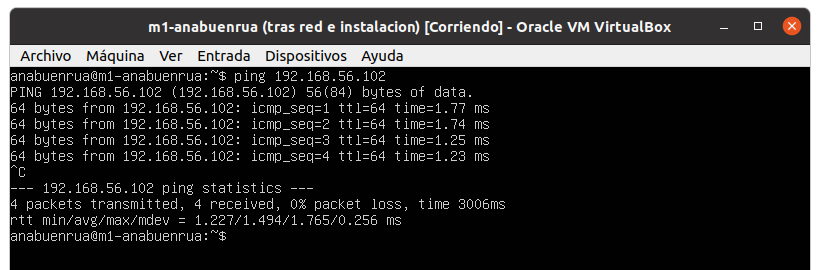 m1-anabuenrua (tras red e instalacion) [Corriendo] - Oracle VM VirtualBox
Archivo Máquina Ver Entrada Dispositivos Ayuda
anabuenrua@m1-anabuenrua:~$ ping 192.168.56.102
PING 192.168.56.102 (192.168.56.102) 56(84) bytes of data.
64 bytes from 192.168.56.102: icmp_seq=1 ttl=64 time=1.77 ms
64 bytes from 192.168.56.102: icmp_seq=2 ttl=64 time=1.74 ms
64 bytes from 192.168.56.102: icmp_seq=3 ttl=64 time=1.25 ms
64 bytes from 192.168.56.102: icmp_seq=4 ttl=64 time=1.23 ms
^C
--- 192.168.56.102 ping statistics ---
4 packets transmitted, 4 received, 0% packet loss, time 3006ms
rtt min/avg/max/mdev = 1.227/1.494/1.765/0.256 ms
anabuenrua@m1-anabuenrua:~$